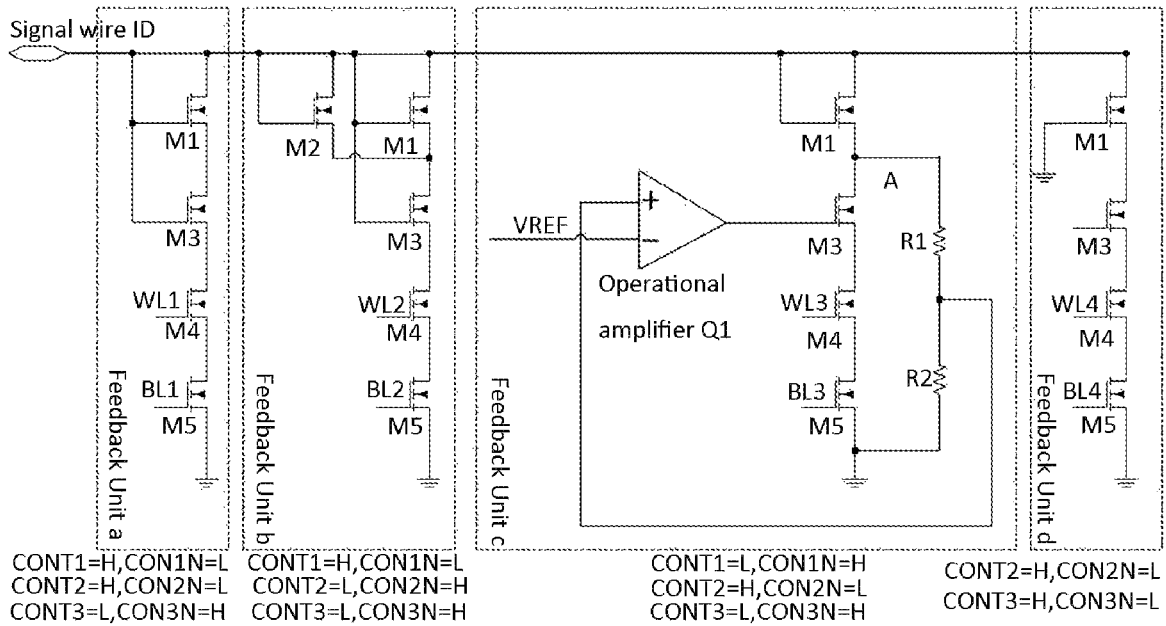 Signal wire ID
M1
M3
WL1
M4
BL1
M5
Feedback Unit a
M2
M1
M3
WL2
M4
BL2
M5
Feedback Unit b
VREF
+
−
Operational
amplifier Q1
M1
A
M3
R1
WL3
M4
R2
BL3
M5
Feedback Unit c
M1
M3
WL4
M4
BL4
M5
Feedback Unit d
CONT1=H,CON1N=L
CONT2=H,CON2N=L
CONT3=L,CON3N=H
CONT1=H,CON1N=L
CONT2=L,CON2N=H
CONT3=L,CON3N=H
CONT1=L,CON1N=H
CONT2=H,CON2N=L
CONT3=L,CON3N=H
CONT2=H,CON2N=L
CONT3=H,CON3N=L